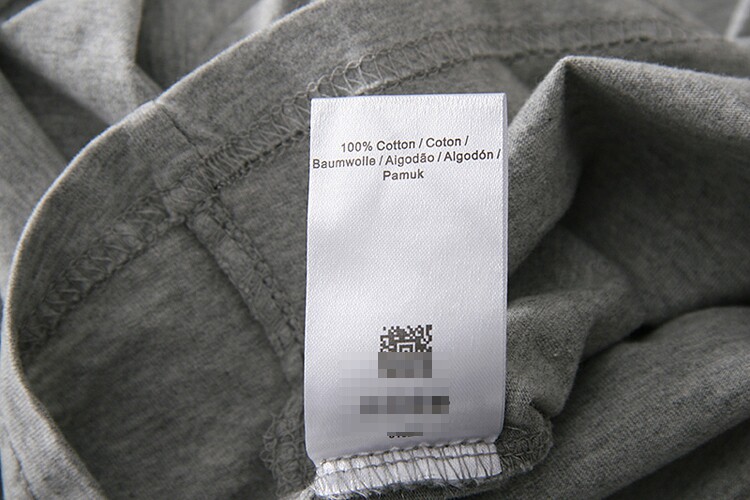 100% Cotton / Coton /
Baumwolle / Algodão / Algodón /
Pamuk